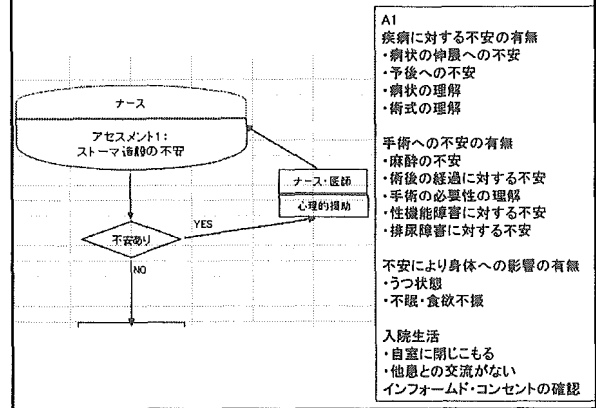 ナース
アセスメント1:
ストーマ造設の不安
不安あり
YES
NO
ナース・医師
心理的援助
A1
疾病に対する不安の有無
・病状の伸展への不安
・予後への不安
・病状の理解
・術式の理解
手術への不安の有無
・麻酔の不安
・術後の経過に対する不安
・手術の必要性の理解
・性機能障害に対する不安
・排尿障害に対する不安
不安により身体への影響の有無
・うつ状態
・不眠・食欲不振
入院生活
・自室に閉じこもる
・他患との交流がない
インフォームド・コンセントの確認